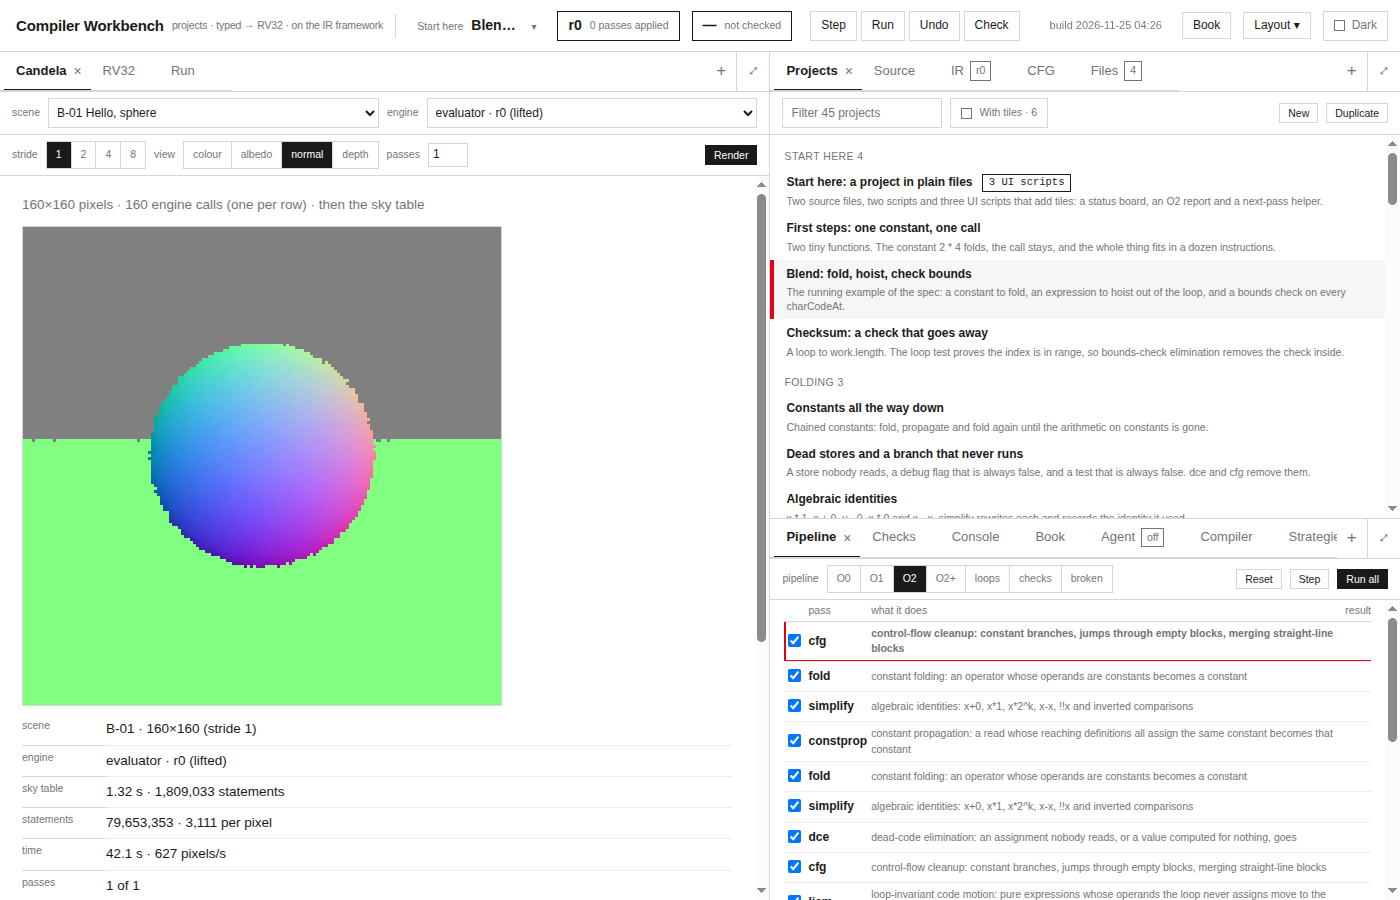 Compiler Workbench projects · typed → RV32 · on the IR framework Start here Blen… ▾ r0 0 passes applied — not checked Step Run Undo Check build 2026-11-25 04:26 Book Layout ▾ Dark
Candela × RV32 Run +
scene B-01 Hello, sphere engine evaluator · r0 (lifted)
stride 1 2 4 8 view colour albedo normal depth passes 1 Render
160×160 pixels · 160 engine calls (one per row) · then the sky table
scene B-01 · 160×160 (stride 1)
engine evaluator · r0 (lifted)
sky table 1.32 s · 1,809,033 statements
statements 79,653,353 · 3,111 per pixel
time 42.1 s · 627 pixels/s
passes 1 of 1
Projects × Source IR r0 CFG Files 4 +
Filter 45 projects With tiles · 6 New Duplicate
START HERE 4
Start here: a project in plain files 3 UI scripts
Two source files, two scripts and three UI scripts that add tiles: a status board, an O2 report and a next-pass helper.
First steps: one constant, one call
Two tiny functions. The constant 2 * 4 folds, the call stays, and the whole thing fits in a dozen instructions.
Blend: fold, hoist, check bounds
The running example of the spec: a constant to fold, an expression to hoist out of the loop, and a bounds check on every
charCodeAt.
Checksum: a check that goes away
A loop to work.length. The loop test proves the index is in range, so bounds-check elimination removes the check inside.
FOLDING 3
Constants all the way down
Chained constants: fold, propagate and fold again until the arithmetic on constants is gone.
Dead stores and a branch that never runs
A store nobody reads, a debug flag that is always false, and a test that is always false. dce and cfg remove them.
Algebraic identities
Pipeline × Checks Console Book Agent off Compiler Strategie +
pipeline O0 O1 O2 O2+ loops checks broken Reset Step Run all
pass what it does result
cfg control-flow cleanup: constant branches, jumps through empty blocks, merging straight-line
blocks
fold constant folding: an operator whose operands are constants becomes a constant
simplify algebraic identities: x+0, x*1, x*2^k, x-x, !!x and inverted comparisons
constprop constant propagation: a read whose reaching definitions all assign the same constant becomes that
constant
fold constant folding: an operator whose operands are constants becomes a constant
simplify algebraic identities: x+0, x*1, x*2^k, x-x, !!x and inverted comparisons
dce dead-code elimination: an assignment nobody reads, or a value computed for nothing, goes
cfg control-flow cleanup: constant branches, jumps through empty blocks, merging straight-line blocks
loop-invariant code motion: pure expressions whose operands the loop never assigns move to the